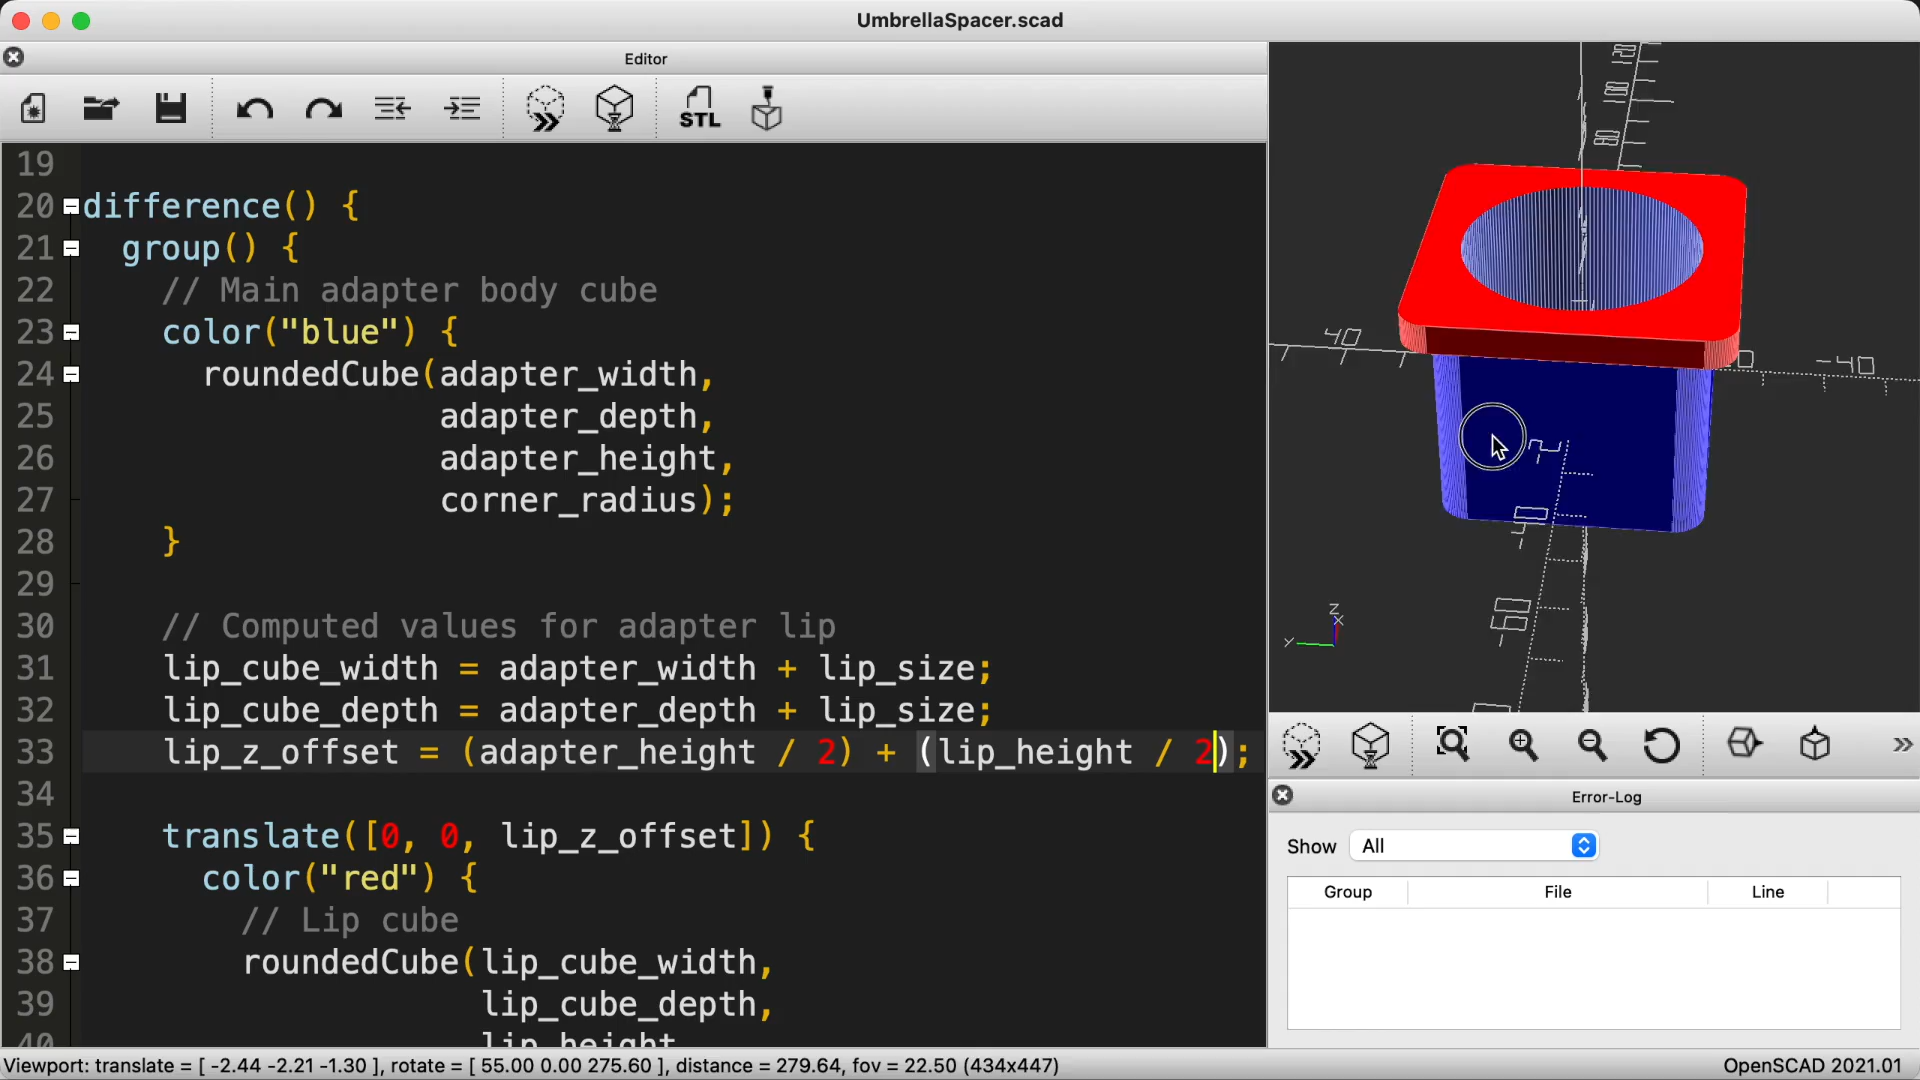 UmbrellaSpacer.scad
Editor
STL
19
20 difference() {
21 group() {
22 // Main adapter body cube
23 color("blue") {
24 roundedCube(adapter_width,
25 adapter_depth,
26 adapter_height,
27 corner_radius);
28 }
29
30 // Computed values for adapter lip
31 lip_cube_width = adapter_width + lip_size;
32 lip_cube_depth = adapter_depth + lip_size;
33 lip_z_offset = (adapter_height / 2) + (lip_height / 2);
34
35 translate([0, 0, lip_z_offset]) {
36 color("red") {
37 // Lip cube
38 roundedCube(lip_cube_width,
39 lip_cube_depth,
40 lip_height
80
40
-40
Z
X
Y
Error-Log
Show All
Group File Line
Viewport: translate = [ -2.44 -2.21 -1.30 ], rotate = [ 55.00 0.00 275.60 ], distance = 279.64, fov = 22.50 (434x447)
OpenSCAD 2021.01